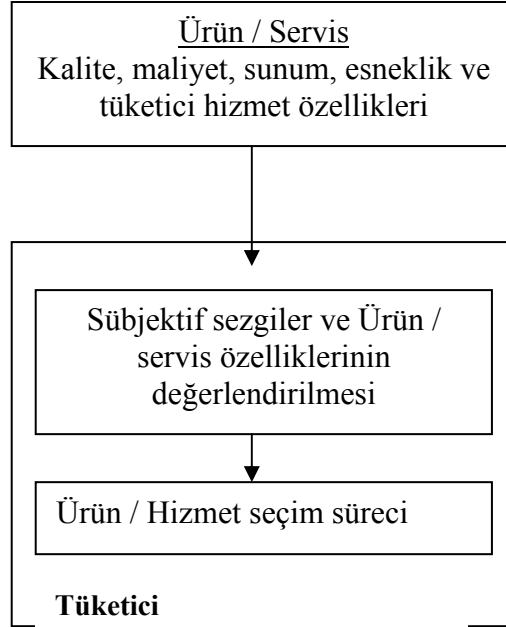 Ürün / Servis
Kalite, maliyet, sunum, esneklik ve
tüketici hizmet özellikleri
Sübjektif sezgiler ve Ürün /
servis özelliklerinin
değerlendirilmesi
Ürün / Hizmet seçim süreci
Tüketici